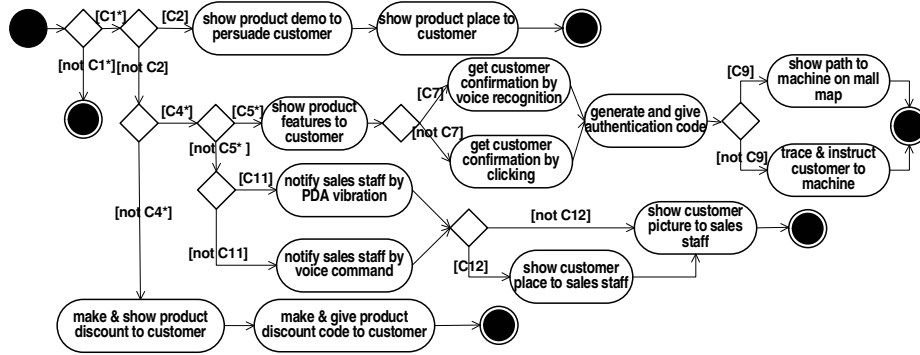 [C1*]
[C2]
show product demo to
persuade customer
show product place to
customer
[not C1*]
[not C2]
[C4*]
[C5*]
show product
features to
customer
[C7]
[not C7]
get customer
confirmation by
voice recognition
get customer
confirmation by
clicking
generate and give
authentication code
[C9]
[not C9]
show path to
machine on mall
map
trace & instruct
customer to
machine
[not C5* ]
[C11]
notify sales staff by
PDA vibration
[not C4*]
[not C11]
notify sales staff by
voice command
[not C12]
[C12]
show customer
picture to sales
staff
show customer
place to sales staff
make & show product
discount to customer
make & give product
discount code to customer